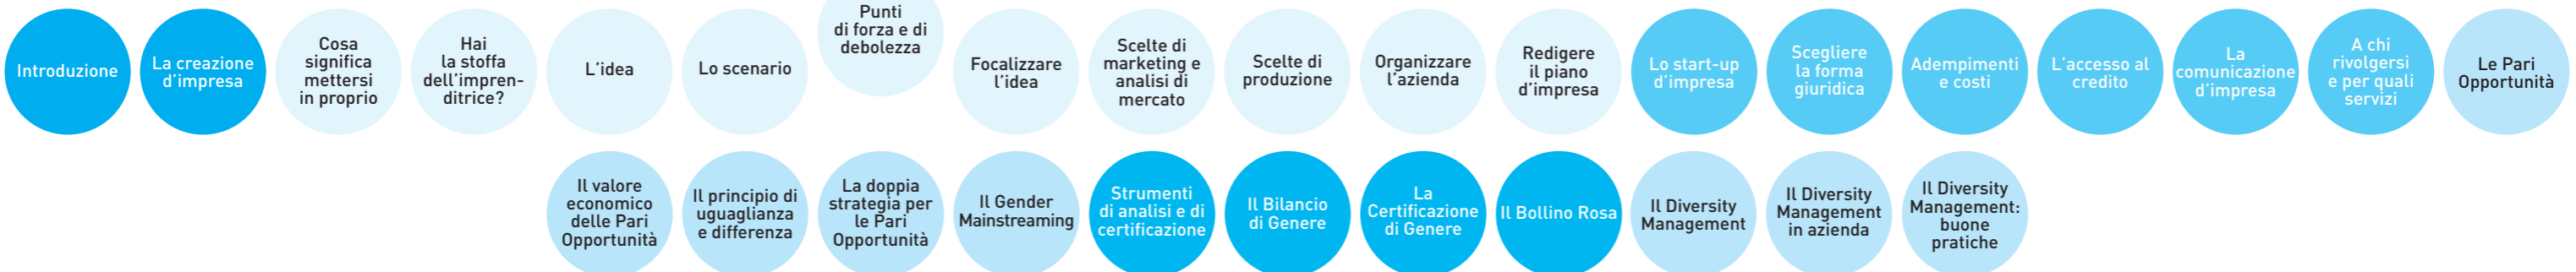 Introduzione
La creazione
d'impresa
Cosa
significa
mettersi
in proprio
Hai
la stoffa
dell'impren-
ditrice?
L'idea
Lo scenario
Punti
di forza e di
debolezza
Focalizzare
l'idea
Scelte di
marketing e
analisi di
mercato
Scelte di
produzione
Organizzare
l'azienda
Redigere
il piano
d'impresa
Lo start-up
d'impresa
Scegliere
la forma
giuridica
Adempimenti
e costi
L'accesso al
credito
La
comunicazione
d'impresa
A chi
rivolgersi
e per quali
servizi
Le Pari
Opportunità
Il valore
economico
delle Pari
Opportunità
Il principio di
uguaglianza
e differenza
La doppia
strategia per
le Pari
Opportunità
Il Gender
Mainstreaming
Strumenti
di analisi e di
certificazione
Il Bilancio
di Genere
La
Certificazione
di Genere
Il Bollino Rosa
Il Diversity
Management
Il Diversity
Management
in azienda
Il Diversity
Management:
buone
pratiche